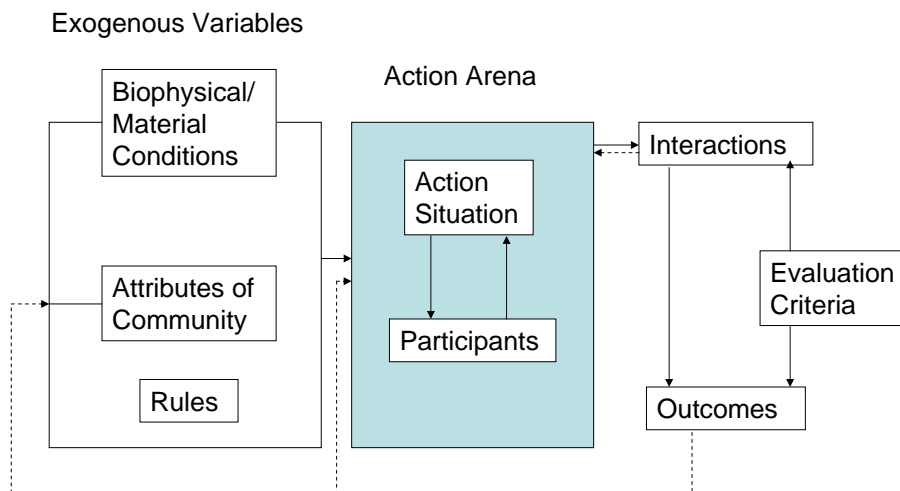 Exogenous Variables
Action Arena
Biophysical/
Material
Conditions
Attributes of
Community
Rules
Action
Situation
Participants
Interactions
Evaluation
Criteria
Outcomes